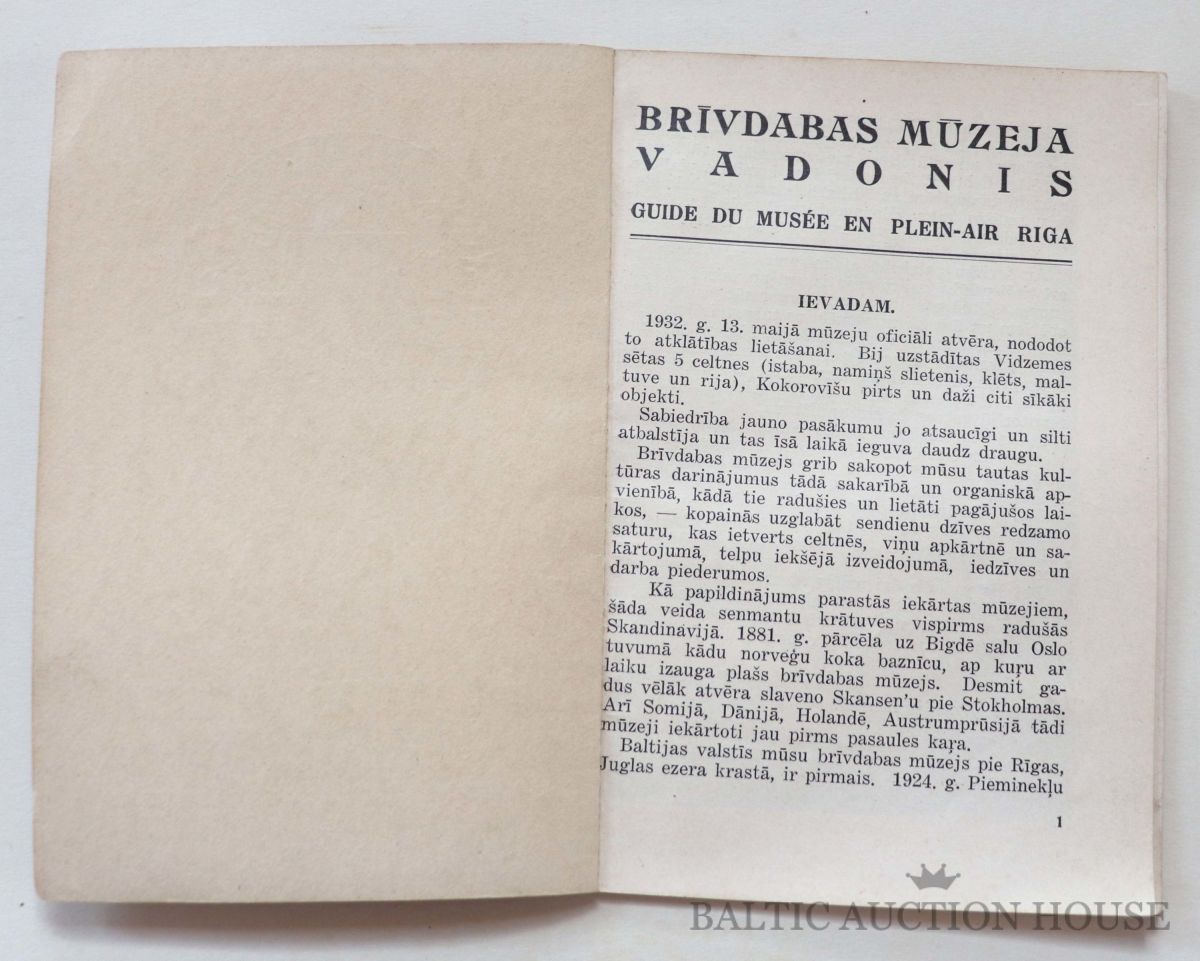 BRĪVDABAS MŪZEJA
VADONIS
GUIDE DU MUSÉE EN PLEIN-AIR RIGA
IEVADAM.
1932. g. 13. maijā mūzeju oficiāli atvēra, nododot
to atklātības lietāšanai. Bij uzstādītas Vidzemes
sētas 5 celtnes (istaba, namiņš slietenis, klēts, mal-
tuve un rija), Kokorovīšu pirts un daži citi sīkāki
objekti.
Sabiedrība jauno pasākumu jo atsaucīgi un silti
atbalstīja un tas īsā laikā ieguva daudz draugu.
Brīvdabas mūzejs grib sakopot mūsu tautas kul-
tūras darinājumus tādā sakarībā un organiskā ap-
vienībā, kādā tie radušies un lietāti pagājušos lai-
kos, — kopainās uzglabāt sendienu dzīves redzamo
saturu, kas ietverts celtnēs, viņu apkārtnē un sa-
kārtojumā, telpu iekšējā izveidojumā, iedzīves un
darba piederumos.
Kā papildinājums parastās iekārtas mūzejiem,
šāda veida senmantu krātuves vispirms radušās
Skandināvijā. 1881. g. pārcēla uz Bigdē salu Oslo
tuvumā kādu norveģu koka baznīcu, ap kuŗu ar
laiku izauga plašs brīvdabas mūzejs. Desmit ga-
dus vēlāk atvēra slaveno Skansen'u pie Stokholmas.
Arī Somijā, Dānijā, Holandē, Austrumprūsijā tādi
mūzeji iekārtoti jau pirms pasaules kaŗa.
Baltijas valstīs mūsu brīvdabas mūzejs pie Rīgas,
Juglas ezera krastā, ir pirmais. 1924. g. Pieminekļu
1
BALTIC AUCTION HOUSE